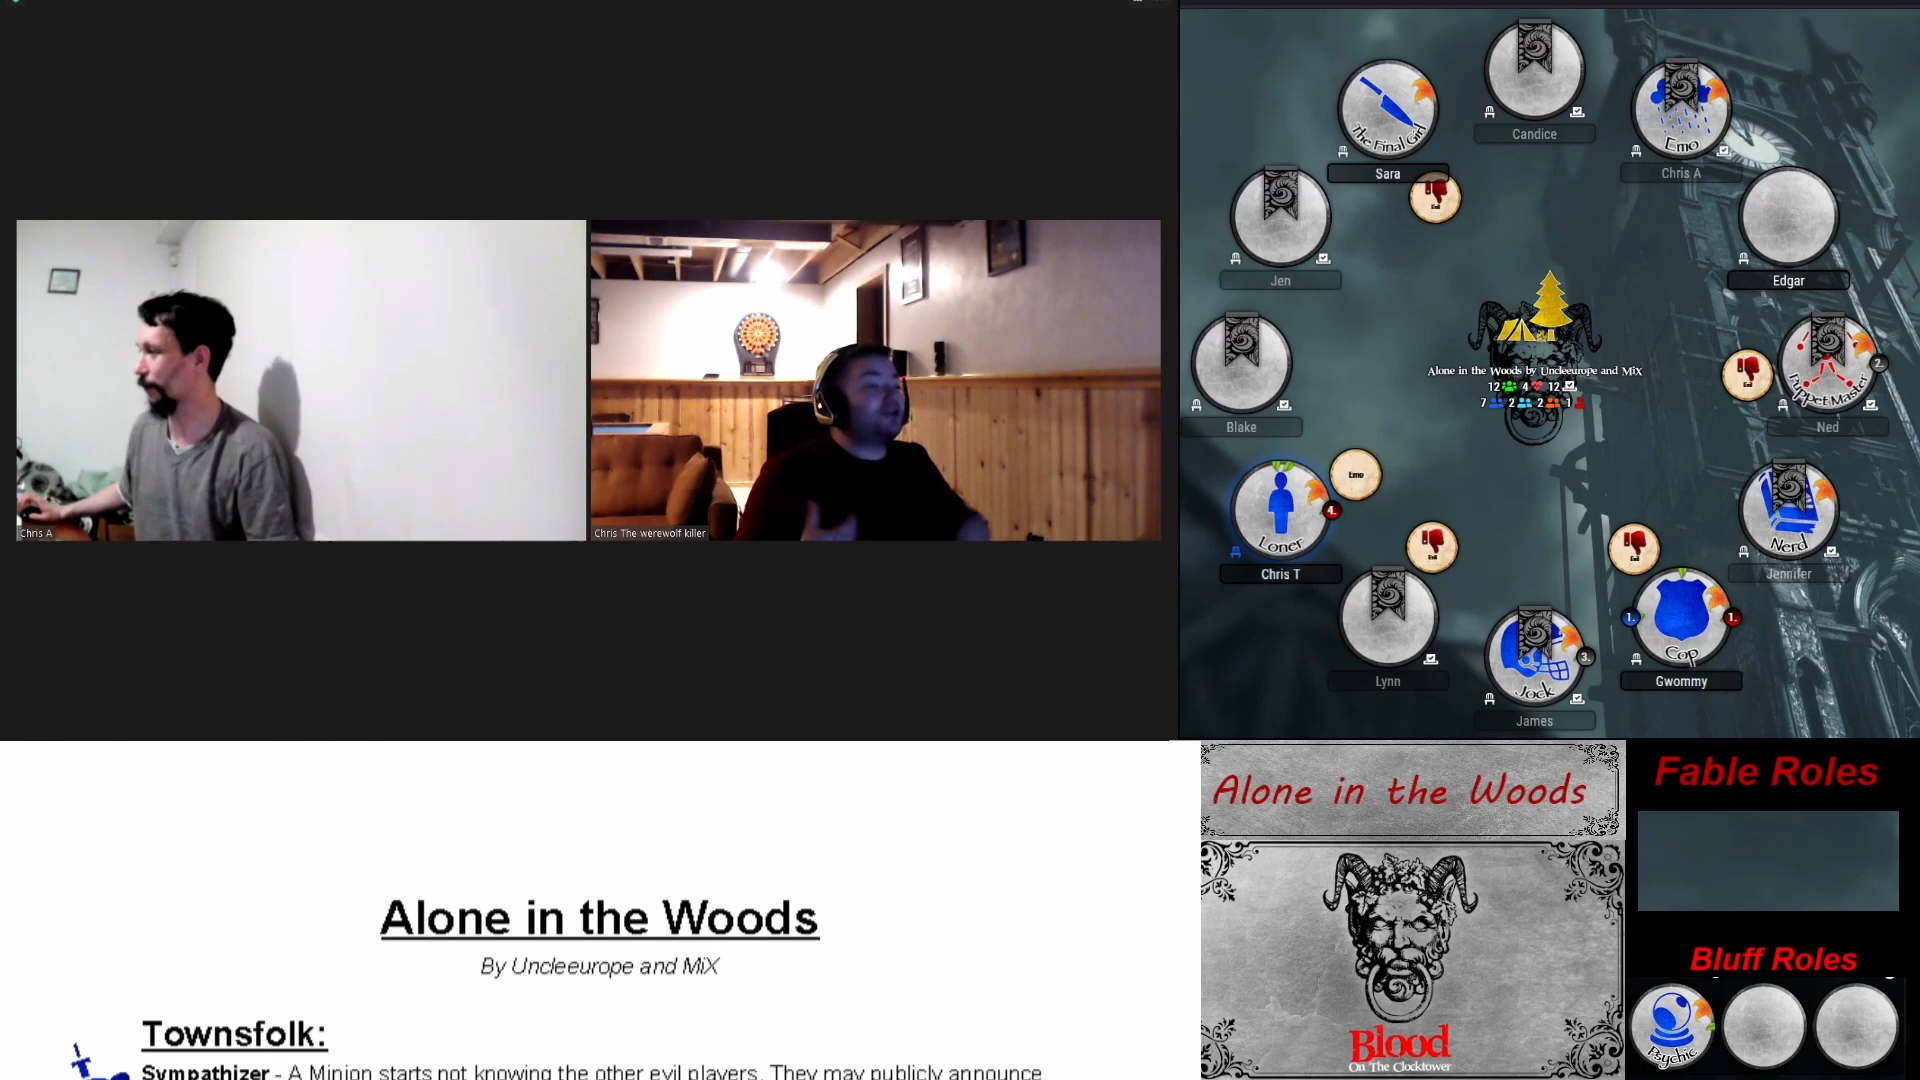 Chris A
Chris The werewolf killer
Candice
The Final Girl
Sara
Emo
Chris A
Evil
Jen
Edgar
Alone in the Woods by Uncleeurope and MiX
12 4 12
7 2 2 1
Evil
Puppet Master
2.
Ned
Blake
Emo
Loner
4.
Chris T
Nerd
Jennifer
Evil
Evil
Lynn
Jock
3.
James
1.
1.
Cop
Gwommy
Alone in the Woods
By Uncleeurope and MiX
Townsfolk:
Sympathizer - A Minion starts not knowing the other evil players. They may publicly announce
Alone in the Woods
Blood
On The Clocktower
Fable Roles
Bluff Roles
Psychic